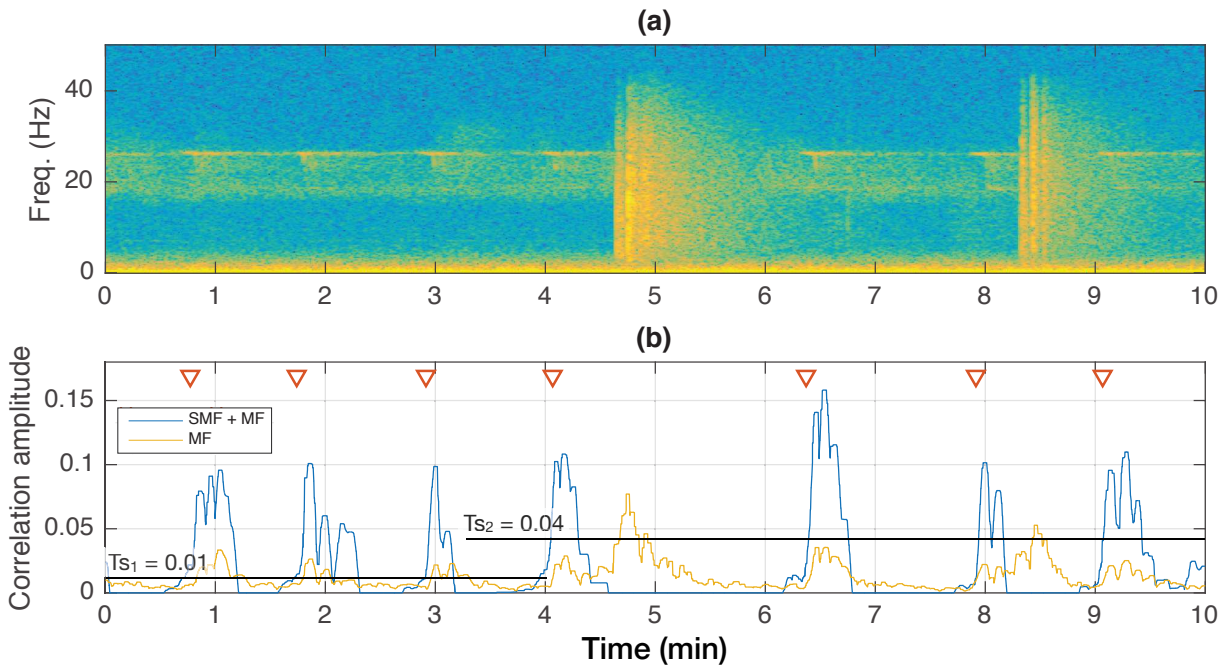 (a)
Freq. (Hz)
40
20
0
0 1 2 3 4 5 6 7 8 9 10
(b)
Correlation amplitude
0.15
0.1
0.05
0
SMF + MF
MF
Ts₂ = 0.04
Ts₁ = 0.01
0 1 2 3 4 5 6 7 8 9 10
Time (min)